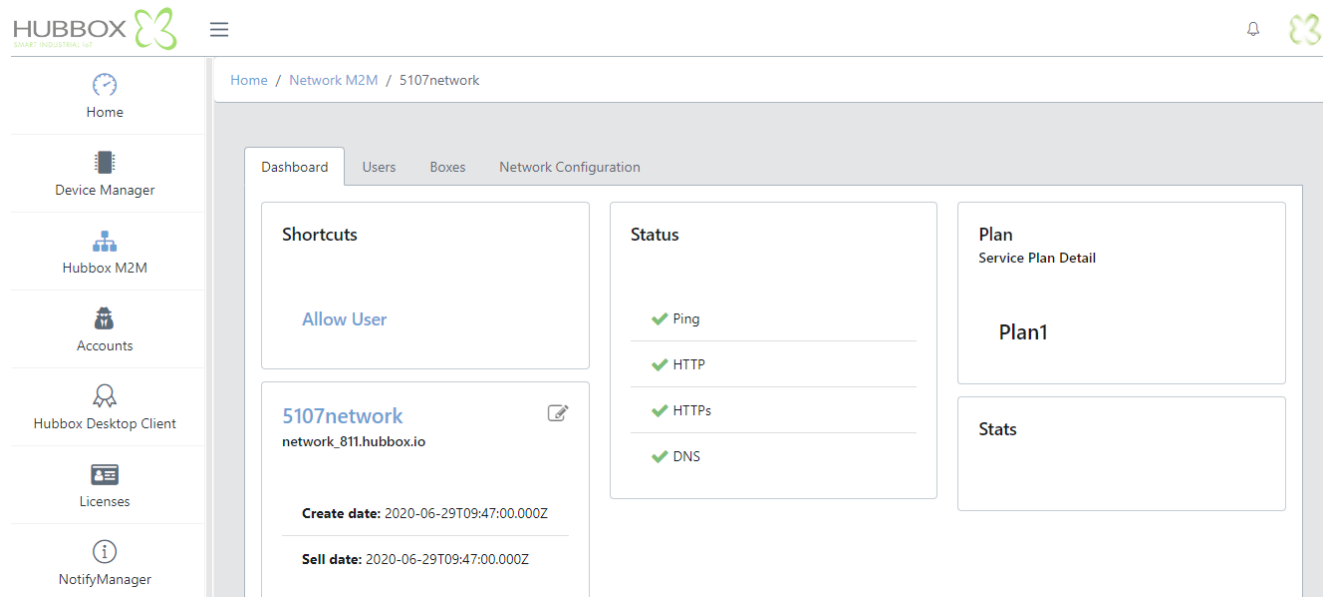 HUBBOX
SMART INDUSTRIAL IoT
Home
Device Manager
Hubbox M2M
Accounts
Hubbox Desktop Client
Licenses
NotifyManager
Home / Network M2M / 5107network
Dashboard Users Boxes Network Configuration
Shortcuts
Allow User
5107network
network_811.hubbox.io
Create date: 2020-06-29T09:47:00.000Z
Sell date: 2020-06-29T09:47:00.000Z
Status
Ping
HTTP
HTTPs
DNS
Plan
Service Plan Detail
Plan1
Stats